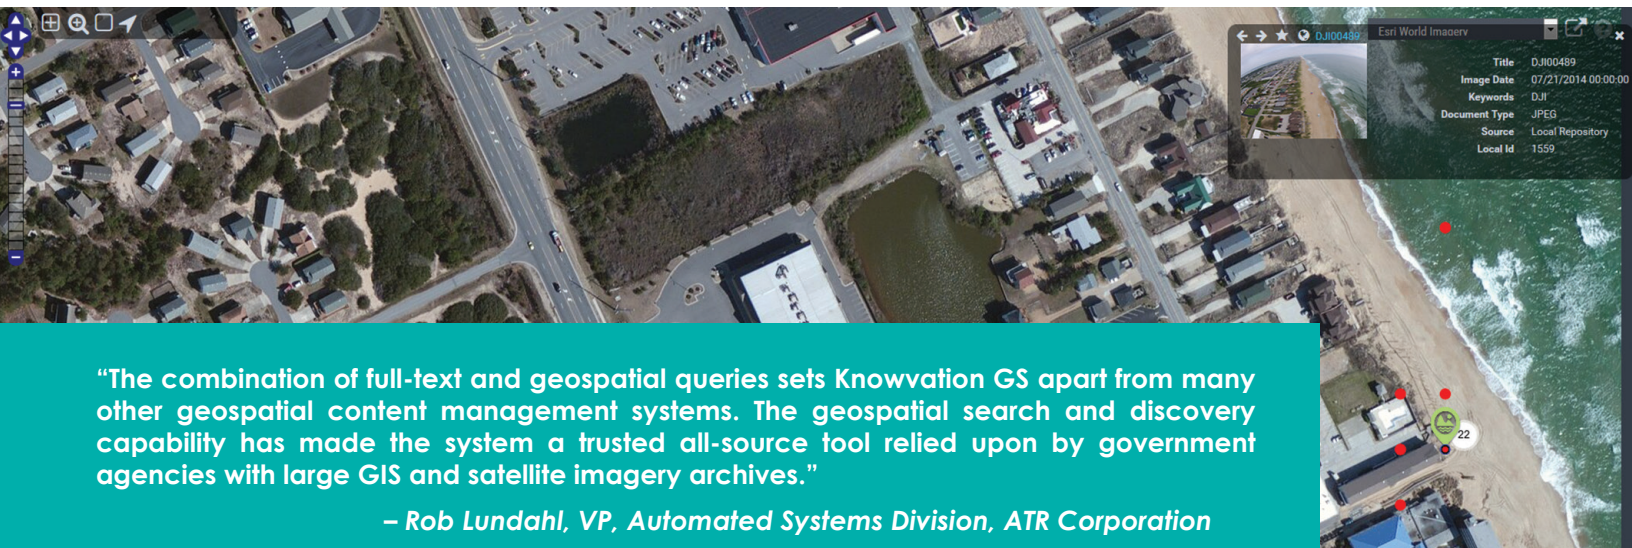 DJI00489
Esri World Imagery
Title DJI00489
Image Date 07/21/2014 00:00:00
Keywords DJI
Document Type JPEG
Source Local Repository
Local Id 1559
22
“The combination of full-text and geospatial queries sets Knowvation GS apart from many
other geospatial content management systems. The geospatial search and discovery
capability has made the system a trusted all-source tool relied upon by government
agencies with large GIS and satellite imagery archives.”
– Rob Lundahl, VP, Automated Systems Division, ATR Corporation